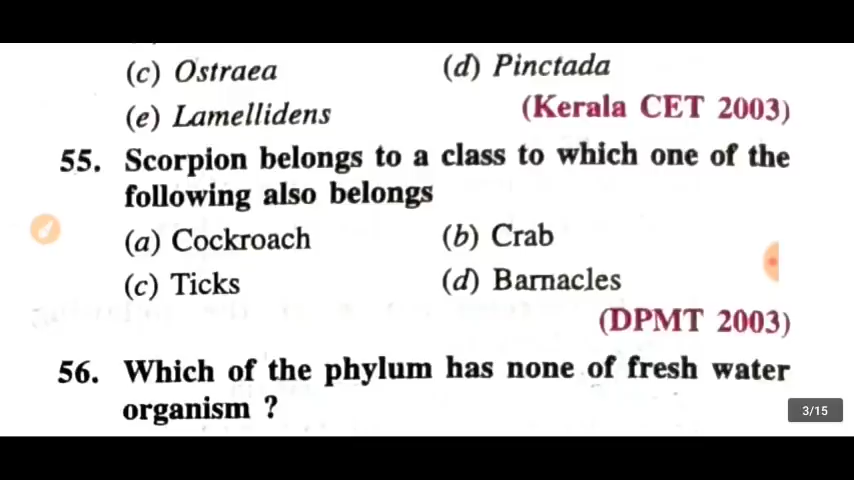 (c) Ostraea (d) Pinctada
(e) Lamellidens (Kerala CET 2003)
55. Scorpion belongs to a class to which one of the
following also belongs
(a) Cockroach (b) Crab
(c) Ticks (d) Barnacles
(DPMT 2003)
56. Which of the phylum has none of fresh water
organism ?
3/15